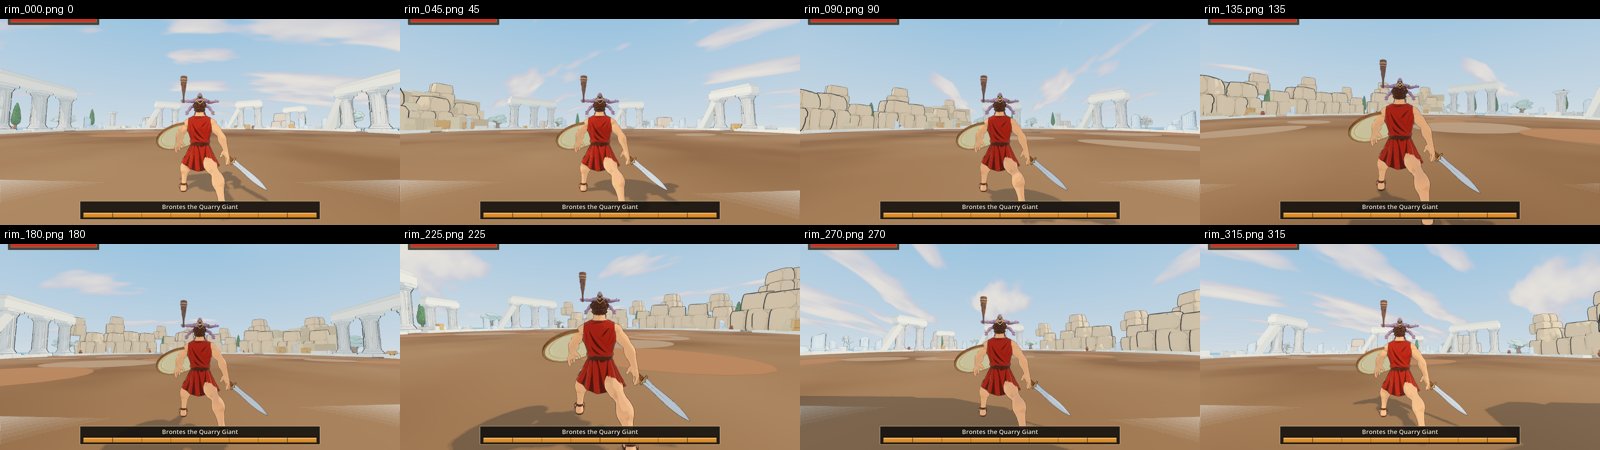 rim_000.png 0
rim_045.png 45
rim_090.png 90
rim_135.png 135
Brontes the Quarry Giant
Brontes the Quarry Giant
Brontes the Quarry Giant
Brontes the Quarry Giant
rim_180.png 180
rim_225.png 225
rim_270.png 270
rim_315.png 315
Brontes the Quarry Giant
Brontes the Quarry Giant
Brontes the Quarry Giant
Brontes the Quarry Giant